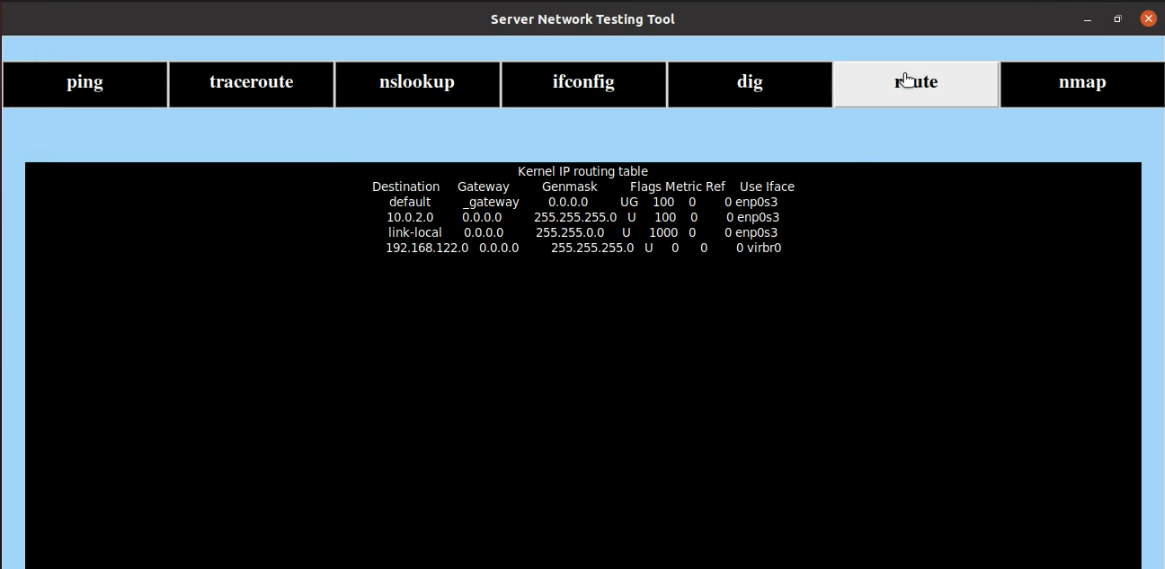 Server Network Testing Tool
ping traceroute nslookup ifconfig dig route nmap
Kernel IP routing table
Destination Gateway Genmask Flags Metric Ref Use Iface
default _gateway 0.0.0.0 UG 100 0 0 enp0s3
10.0.2.0 0.0.0.0 255.255.255.0 U 100 0 0 enp0s3
link-local 0.0.0.0 255.255.0.0 U 1000 0 0 enp0s3
192.168.122.0 0.0.0.0 255.255.255.0 U 0 0 0 virbr0